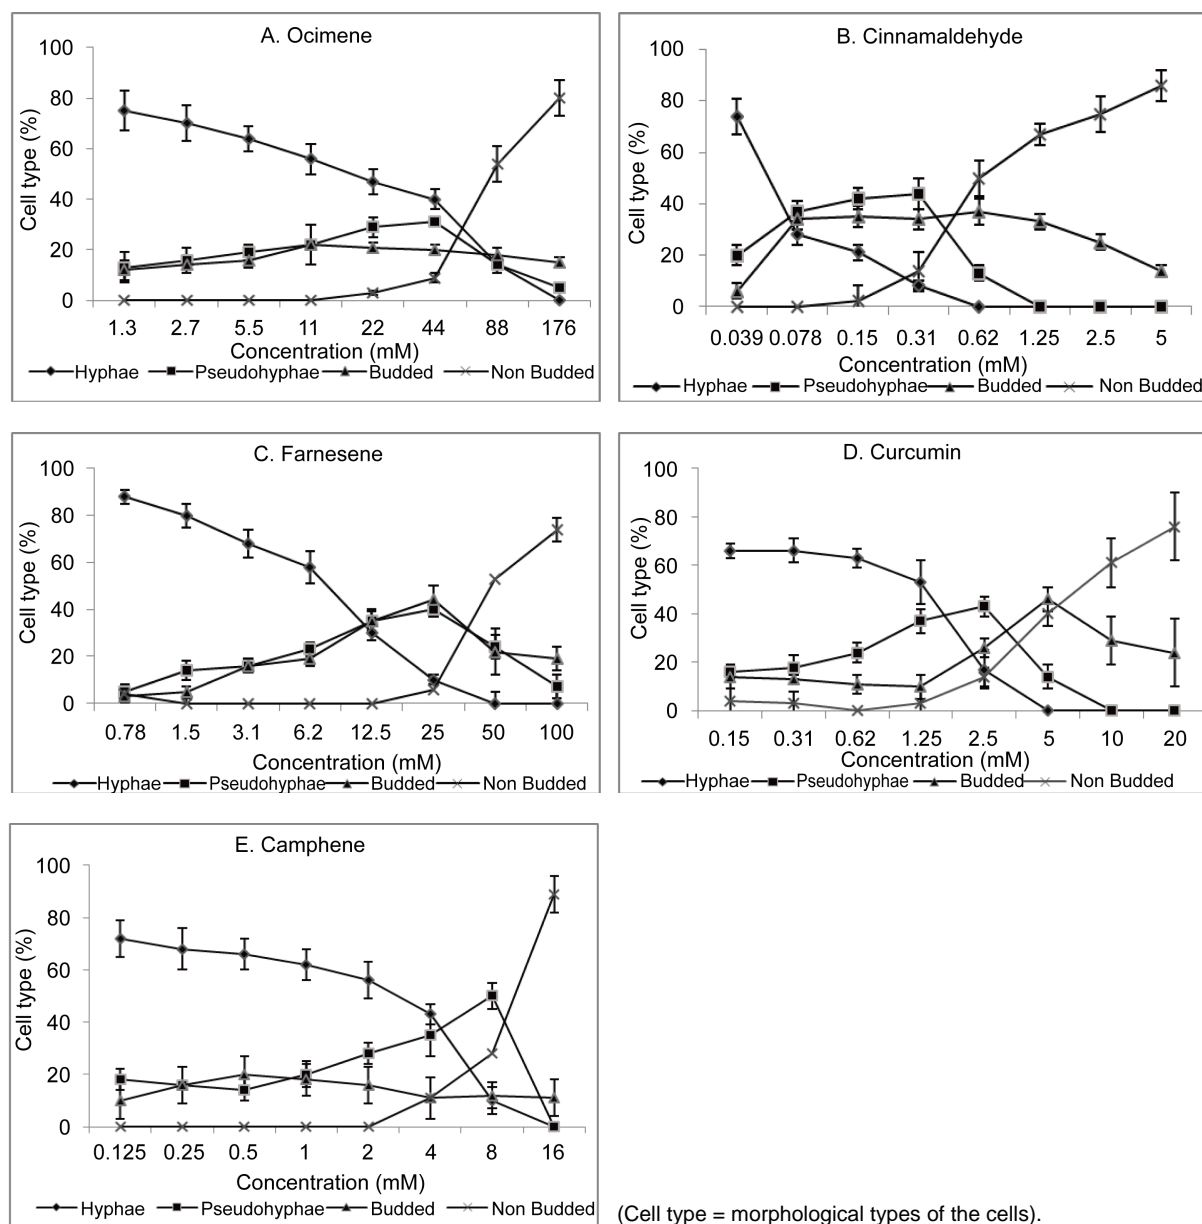 A. Ocimene
100
80
60
40
20
0
Cell type (%)
1.3 2.7 5.5 11 22 44 88 176
Concentration (mM)
Hyphae Pseudohyphae Budded Non Budded
B. Cinnamaldehyde
100
80
60
40
20
0
Cell type (%)
0.039 0.078 0.15 0.31 0.62 1.25 2.5 5
Concentration (mM)
Hyphae Pseudohyphae Budded Non Budded
C. Farnesene
100
80
60
40
20
0
Cell type (%)
0.78 1.5 3.1 6.2 12.5 25 50 100
Concentration (mM)
Hyphae Pseudohyphae Budded Non Budded
D. Curcumin
100
80
60
40
20
0
Cell type (%)
0.15 0.31 0.62 1.25 2.5 5 10 20
Concentration (mM)
Hyphae Pseudohyphae Budded Non Budded
E. Camphene
100
80
60
40
20
0
Cell type (%)
0.125 0.25 0.5 1 2 4 8 16
Concentration (mM)
Hyphae Pseudohyphae Budded Non Budded
(Cell type = morphological types of the cells).